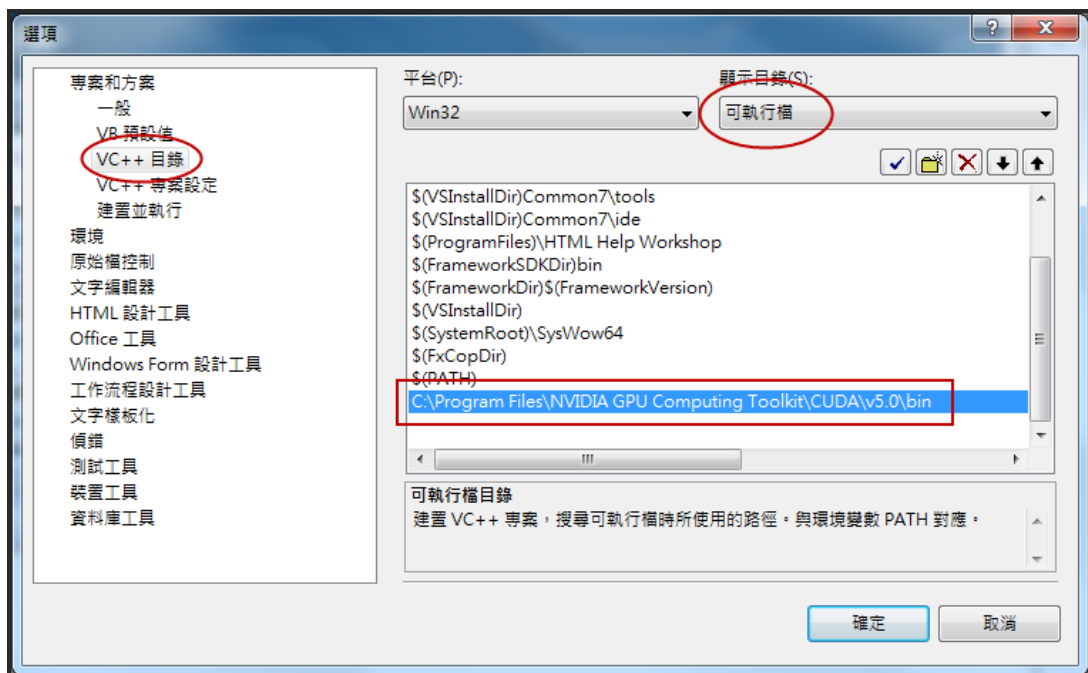 選項
專案和方案
一般
VB 預設值
VC++ 目錄
VC++ 專案設定
建置並執行
環境
原始檔控制
文字編輯器
HTML 設計工具
Office 工具
Windows Form 設計工具
工作流程設計工具
文字樣板化
偵錯
測試工具
裝置工具
資料庫工具
平台(P):
Win32
顯示目錄(S):
可執行檔
$(VSInstallDir)Common7\tools
$(VSInstallDir)Common7\ide
$(ProgramFiles)\HTML Help Workshop
$(FrameworkSDKDir)bin
$(FrameworkDir)$(FrameworkVersion)
$(VSInstallDir)
$(SystemRoot)\SysWow64
$(FxCopDir)
$(PATH)
C:\Program Files\NVIDIA GPU Computing Toolkit\CUDA\v5.0\bin
可執行檔目錄
建置 VC++ 專案，搜尋可執行檔時所使用的路徑。與環境變數 PATH 對應。
確定
取消